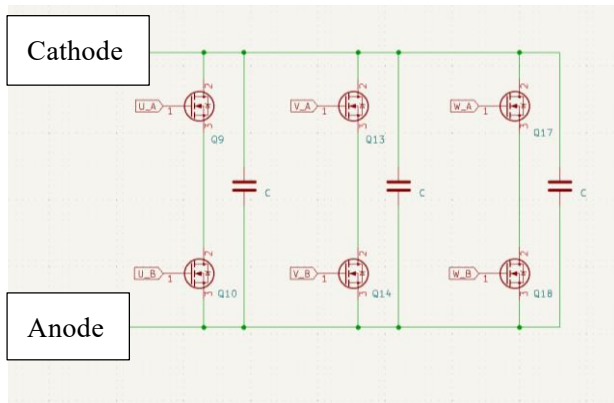 Cathode
2
2
2
U_A
1
V_A
1
W_A
1
3
3
3
Q9
Q13
Q17
C
C
C
2
2
2
U_B
1
V_B
1
W_B
1
3
3
3
Q10
Q14
Q18
Anode